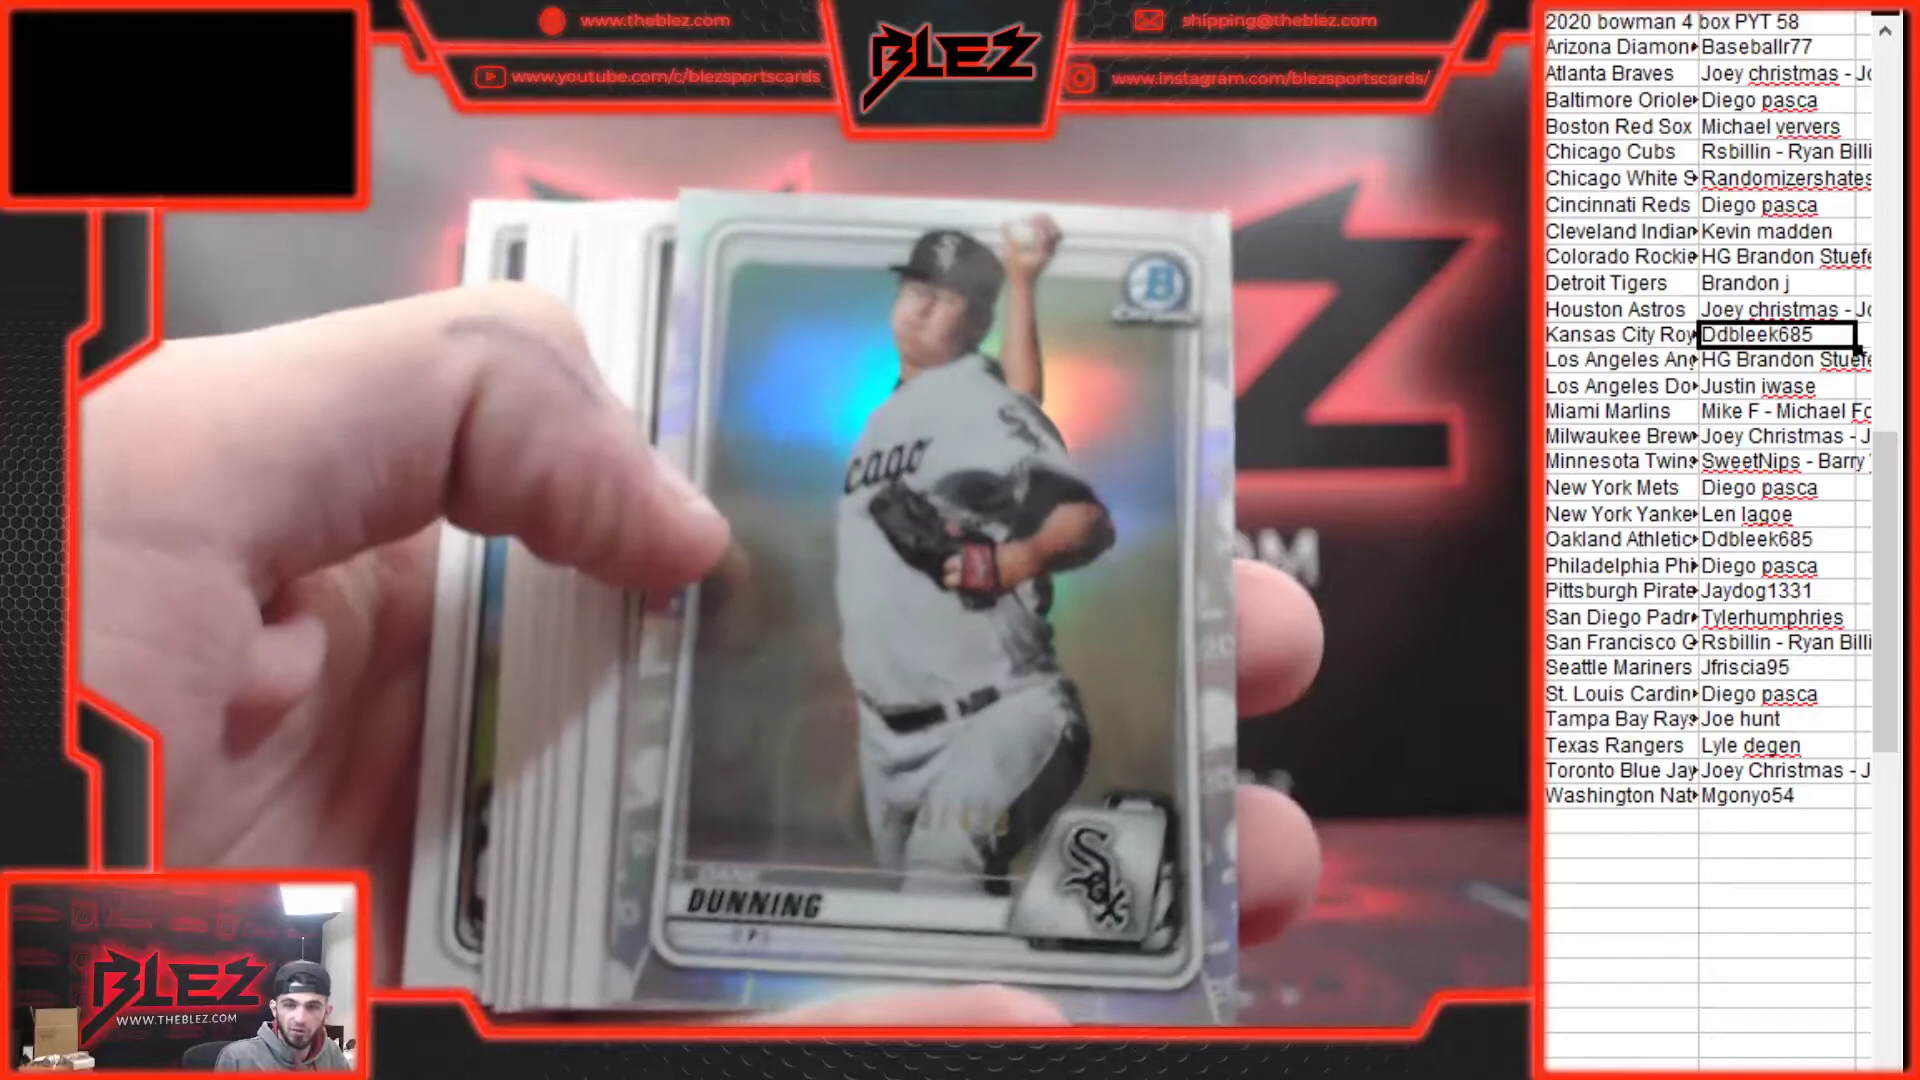 www.theblez.com
www.youtube.com/c/blezsportscards
BLEZ
shipping@theblez.com
www.instagram.com/blezsportscards/
B
Chrome
cago
DANE
DUNNING
P
Sox
BLEZ
WWW.THEBLEZ.COM
2020 bowman 4 box PYT 58
Arizona Diamon Baseballr77
Atlanta Braves Joey christmas - Jo
Baltimore Oriole Diego pasca
Boston Red Sox Michael ververs
Chicago Cubs Rsbillin - Ryan Billi
Chicago White S Randomizershates
Cincinnati Reds Diego pasca
Cleveland Indian Kevin madden
Colorado Rockie HG Brandon Stuefe
Detroit Tigers Brandon j
Houston Astros Joey christmas - Jo
Kansas City Roy Ddbleek685
Los Angeles Ang HG Brandon Stuefe
Los Angeles Do Justin iwase
Miami Marlins Mike F - Michael Fo
Milwaukee Brew Joey Christmas - J
Minnesota Twins SweetNips - Barry
New York Mets Diego pasca
New York Yanke Len lagoe
Oakland Athletic Ddbleek685
Philadelphia Phi Diego pasca
Pittsburgh Pirate Jaydog1331
San Diego Padr Tylerhumphries
San Francisco G Rsbillin - Ryan Billi
Seattle Mariners Jfriscia95
St. Louis Cardin Diego pasca
Tampa Bay Rays Joe hunt
Texas Rangers Lyle degen
Toronto Blue Jay Joey Christmas - J
Washington Nat Mgonyo54